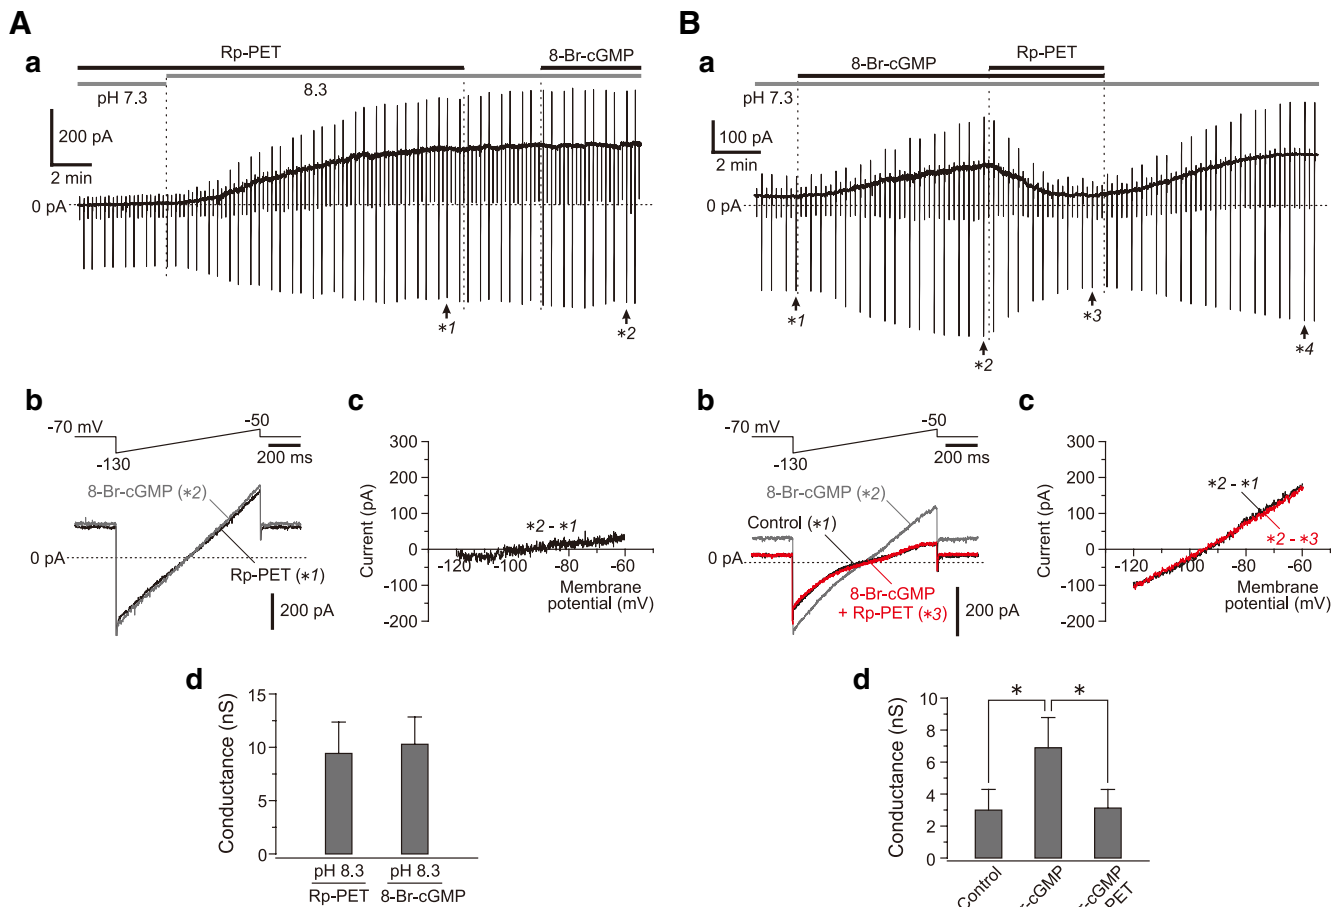 A
B
a
Rp-PET
8-Br-cGMP
pH 7.3
8.3
200 pA
2 min
0 pA
*1
*2
a
8-Br-cGMP
Rp-PET
pH 7.3
100 pA
2 min
0 pA
*1
*2
*3
*4
b
-70 mV
-50
-130
200 ms
8-Br-cGMP (*2)
0 pA
Rp-PET (*1)
200 pA
c
300
200
100
0
-100
-200
Current (pA)
*2 - *1
-120
-100
-80
-60
Membrane
potential (mV)
b
-70 mV
-50
-130
200 ms
8-Br-cGMP (*2)
Control (*1)
0 pA
8-Br-cGMP
+ Rp-PET (*3)
200 pA
c
300
200
100
0
-100
-200
Current (pA)
*2 - *1
*2 - *3
-120
-100
-80
-60
Membrane
potential (mV)
d
15
10
5
0
Conductance (nS)
pH 8.3
Rp-PET
pH 8.3
8-Br-cGMP
d
10
8
6
4
2
0
Conductance (nS)
*
*
Control
r-cGMP
r-cGMP
PET